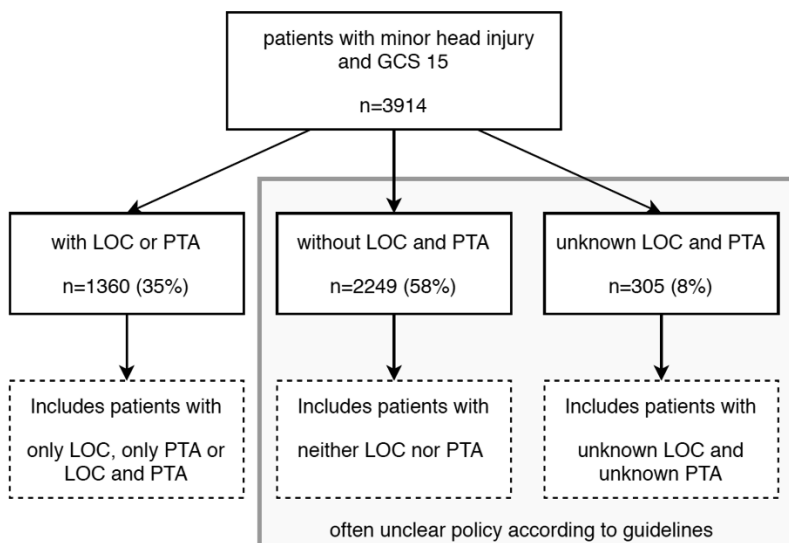 patients with minor head injury
and GCS 15
n=3914
with LOC or PTA
n=1360 (35%)
without LOC and PTA
n=2249 (58%)
unknown LOC and PTA
n=305 (8%)
Includes patients with
only LOC, only PTA or
LOC and PTA
Includes patients with
neither LOC nor PTA
Includes patients with
unknown LOC and
unknown PTA
often unclear policy according to guidelines